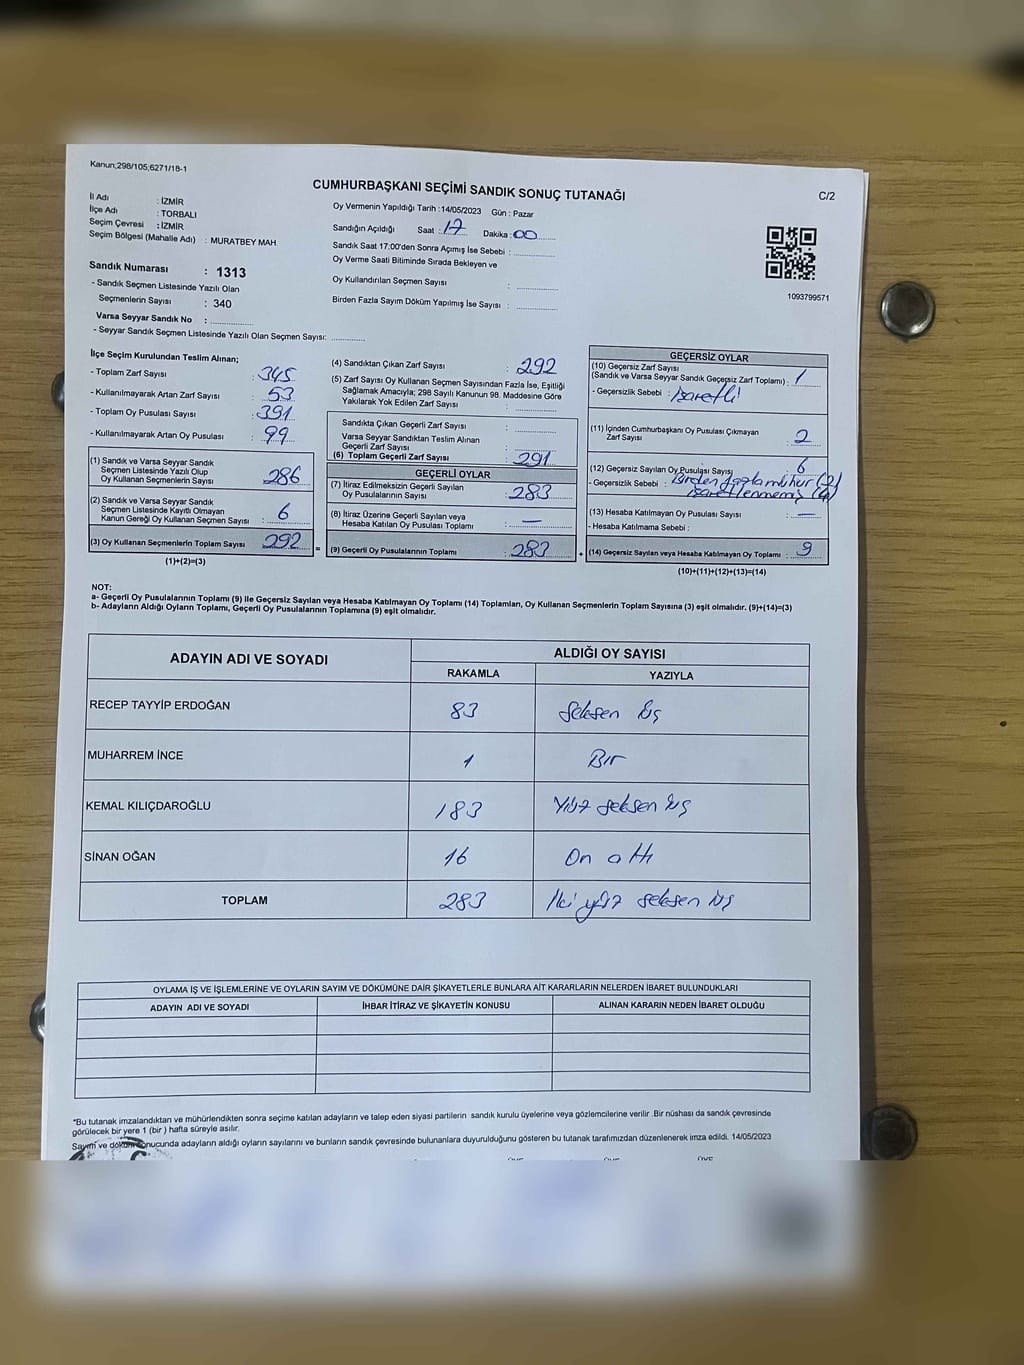 Kanun;298/105;6271/18-1
CUMHURBAŞKANI SEÇİMİ SANDIK SONUÇ TUTANAĞI
C/2
İl Adı : İZMİR
İlçe Adı : TORBALI
Seçim Çevresi : İZMİR
Seçim Bölgesi (Mahalle Adı) : MURATBEY MAH.
Sandık Numarası : 1313
- Sandık Seçmen Listesinde Yazılı Olan
Seçmenlerin Sayısı : 340
Varsa Seyyar Sandık No :
- Seyyar Sandık Seçmen Listesinde Yazılı Olan Seçmen Sayısı:
Oy Vermenin Yapıldığı Tarih :14/05/2023 Gün : Pazar
Sandığın Açıldığı Saat : 17 Dakika : 00
Sandık Saat 17:00'den Sonra Açımış İse Sebebi :
Oy Verme Saati Bitiminde Sırada Bekleyen ve
Oy Kullandırılan Seçmen Sayısı :
Birden Fazla Sayım Döküm Yapılmış İse Sayısı :
1093799571
İlçe Seçim Kurulundan Teslim Alınan;
- Toplam Zarf Sayısı : 345
- Kullanılmayarak Artan Zarf Sayısı : 53
- Toplam Oy Pusulası Sayısı : 391
- Kullanılmayarak Artan Oy Pusulası : 99
(1) Sandık ve Varsa Seyyar Sandık
Seçmen Listesinde Yazılı Olup
Oy Kullanan Seçmenlerin Sayısı : 286
(2) Sandık ve Varsa Seyyar Sandık
Seçmen Listesinde Kayıtlı Olmayan
Kanun Gereği Oy Kullanan Seçmen Sayısı : 6
(3) Oy Kullanan Seçmenlerin Toplam Sayısı : 292
(1)+(2)=(3)
(4) Sandıktan Çıkan Zarf Sayısı : 292
(5) Zarf Sayısı Oy Kullanan Seçmen Sayısından Fazla İse, Eşitliği
Sağlamak Amacıyla; 298 Sayılı Kanunun 98. Maddesine Göre
Yakılarak Yok Edilen Zarf Sayısı :
Sandıkta Çıkan Geçerli Zarf Sayısı :
Varsa Seyyar Sandıktan Teslim Alınan
Geçerli Zarf Sayısı :
(6) Toplam Geçerli Zarf Sayısı : 291
GEÇERLİ OYLAR
(7) İtiraz Edilmeksizin Geçerli Sayılan
Oy Pusulalarının Sayısı : 283
(8) İtiraz Üzerine Geçerli Sayılan veya
Hesaba Katılan Oy Pusulası Toplamı : —
= (9) Geçerli Oy Pusulalarının Toplamı : 283
GEÇERSİZ OYLAR
(10) Geçersiz Zarf Sayısı
(Sandık ve Varsa Seyyar Sandık Geçersiz Zarf Toplamı) : 1
- Geçersizlik Sebebi : İşaretli
(11) İçinden Cumhurbaşkanı Oy Pusulası Çıkmayan
Zarf Sayısı : 2
(12) Geçersiz Sayılan Oy Pusulası Sayısı : 6
- Geçersizlik Sebebi : Birden fazla mühür (2)
işaretlenmemiş (4)
(13) Hesaba Katılmayan Oy Pusulası Sayısı : —
- Hesaba Katılmama Sebebi :
+ (14) Geçersiz Sayılan veya Hesaba Katılmayan Oy Toplamı : 9
(10)+(11)+(12)+(13)=(14)
NOT:
a- Geçerli Oy Pusulalarının Toplamı (9) ile Geçersiz Sayılan veya Hesaba Katılmayan Oy Toplamı (14) Toplamları, Oy Kullanan Seçmenlerin Toplam Sayısına (3) eşit olmalıdır. (9)+(14)=(3)
b- Adayların Aldığı Oyların Toplamı, Geçerli Oy Pusulalarının Toplamına (9) eşit olmalıdır.
ADAYIN ADI VE SOYADI
ALDIĞI OY SAYISI
RAKAMLA YAZIYLA
RECEP TAYYİP ERDOĞAN 83 Seksen üç
MUHARREM İNCE 1 Bir
KEMAL KILIÇDAROĞLU 183 Yüz seksen üç
SİNAN OĞAN 16 On altı
TOPLAM 283 İki yüz seksen üç
OYLAMA İŞ VE İŞLEMLERİNE VE OYLARIN SAYIM VE DÖKÜMÜNE DAİR ŞİKAYETLERLE BUNLARA AİT KARARLARIN NELERDEN İBARET BULUNDUKLARI
ADAYIN ADI VE SOYADI İHBAR İTİRAZ VE ŞİKAYETİN KONUSU ALINAN KARARIN NEDEN İBARET OLDUĞU
*Bu tutanak imzalandıktan ve mühürlendikten sonra seçime katılan adayların ve talep eden siyasi partilerin sandık kurulu üyelerine veya gözlemcilerine verilir .Bir nüshası da sandık çevresinde
görülecek bir yere 1 (bir ) hafta süreyle asılır.
Sayım ve döküm sonucunda adayların aldığı oyların sayılarını ve bunların sandık çevresinde bulunanlara duyurulduğunu gösteren bu tutanak tarafımızdan düzenlenerek imza edildi. 14/05/2023